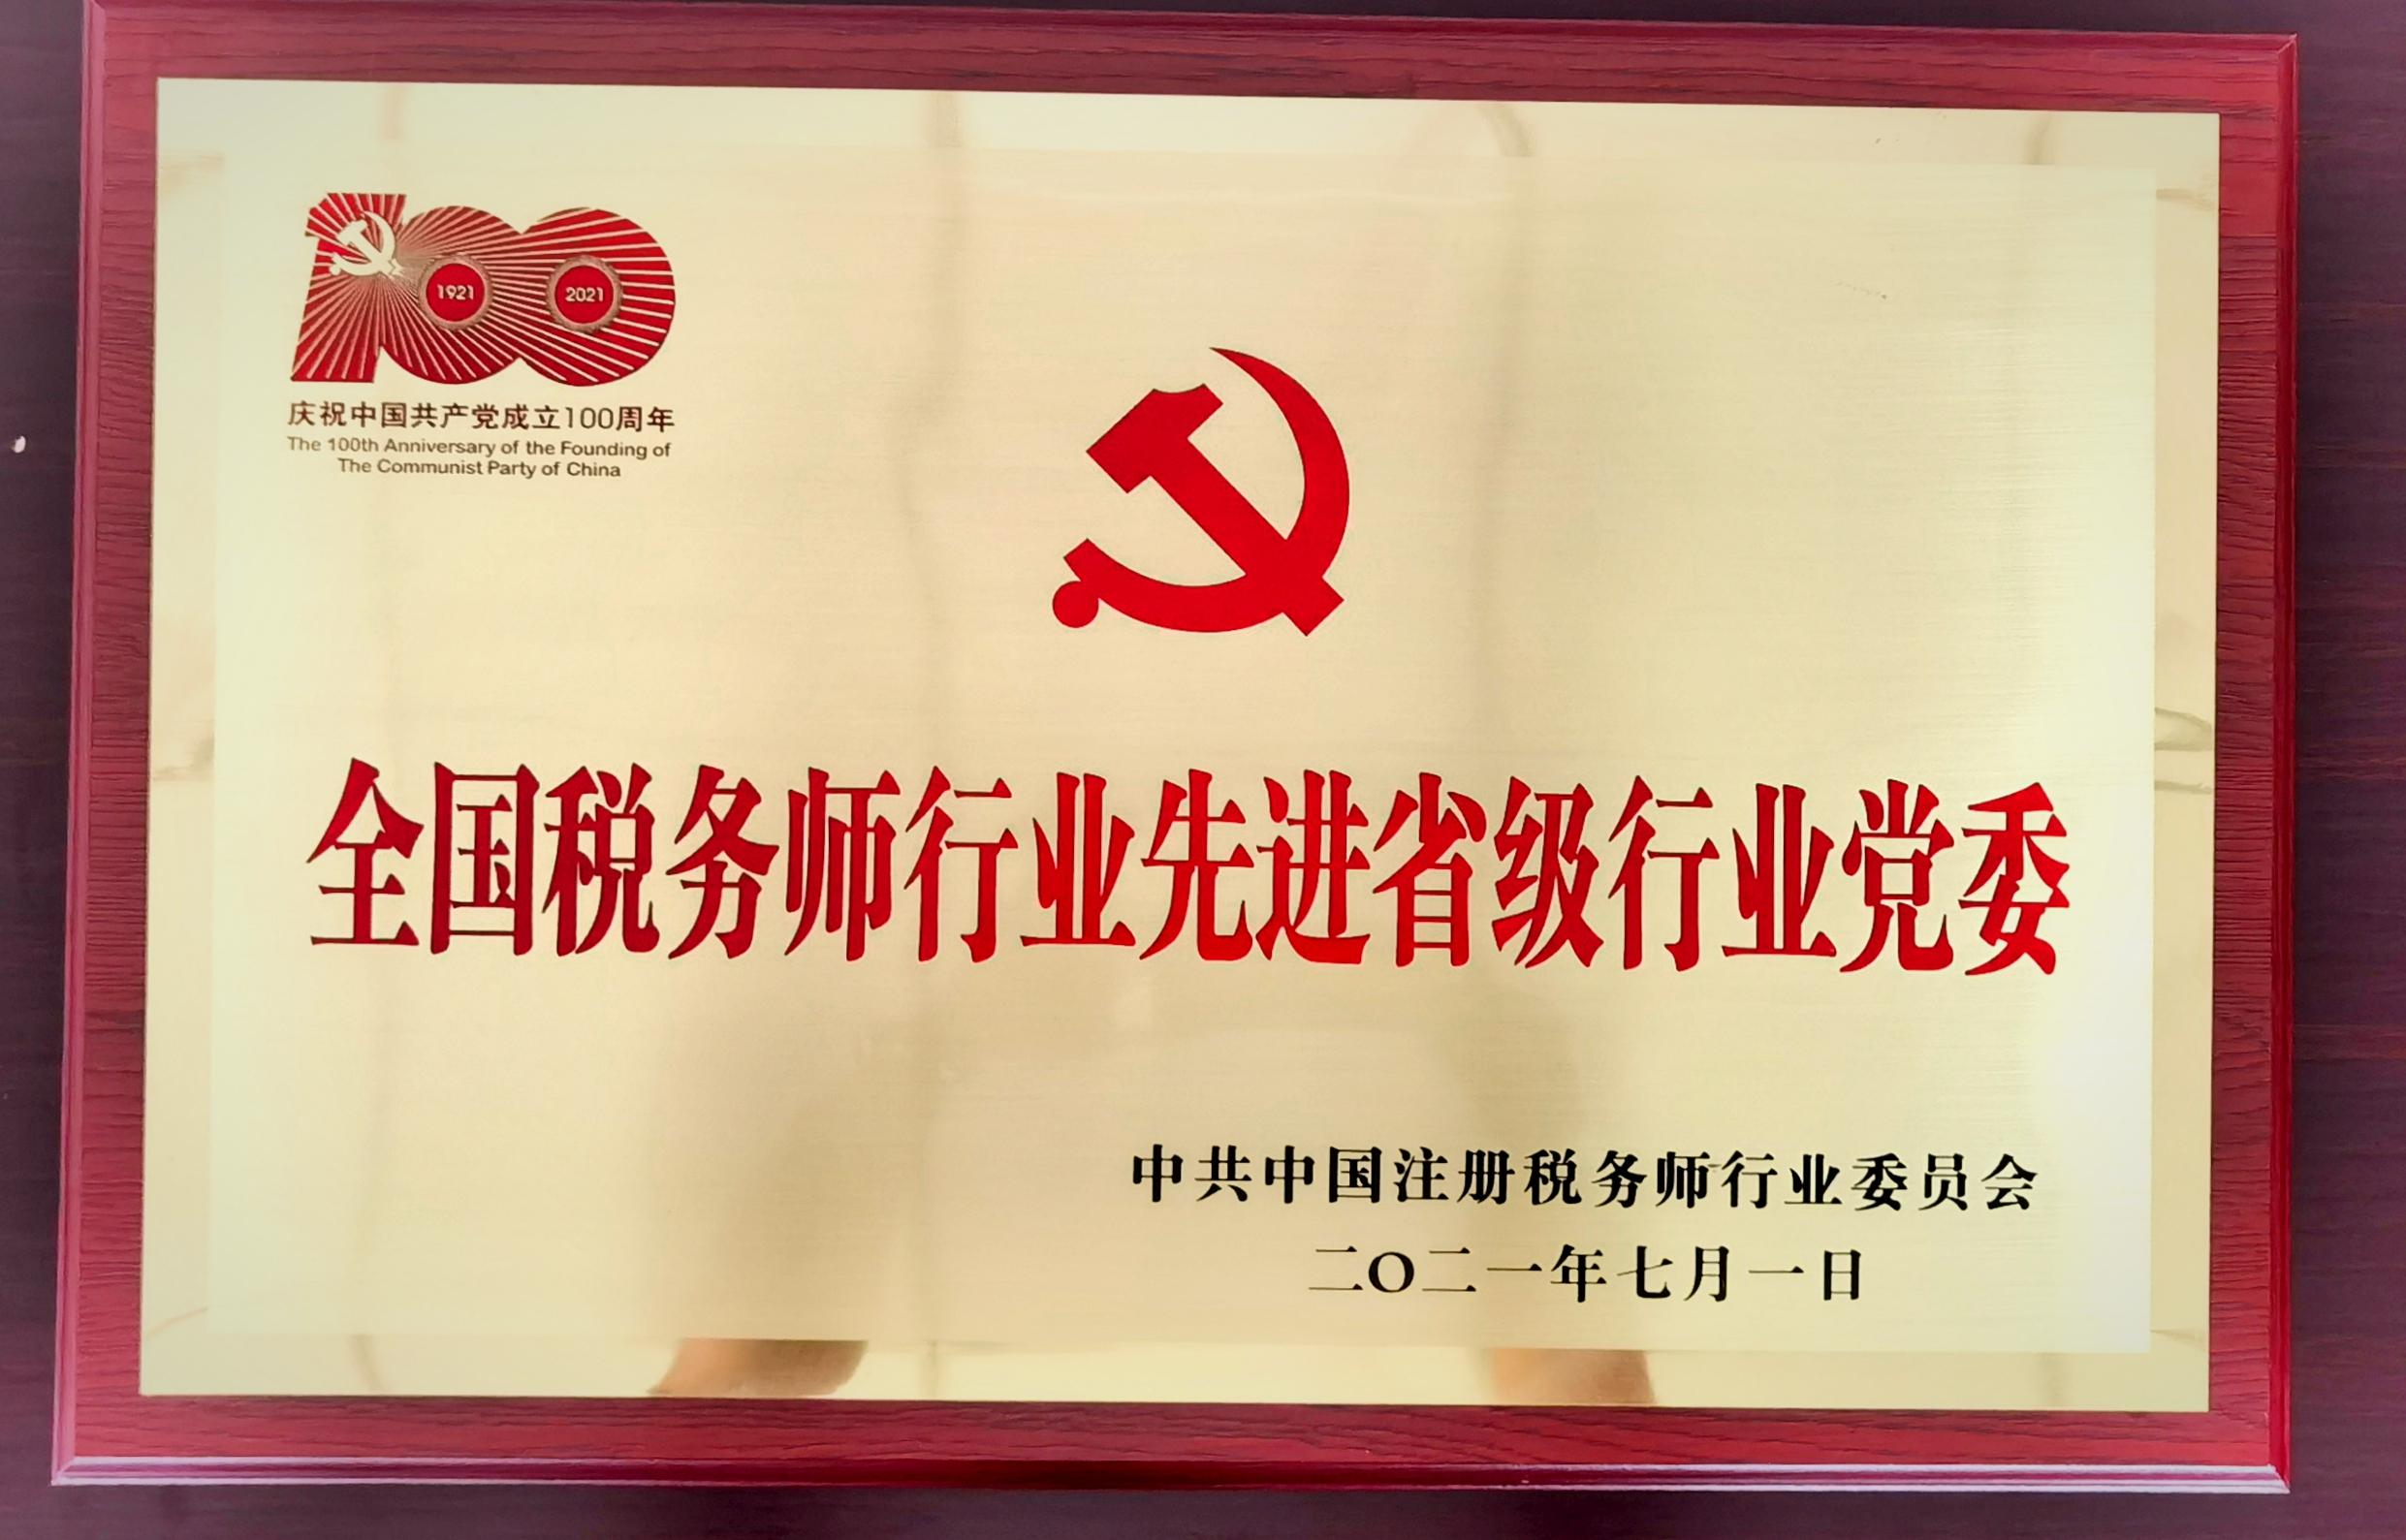 1921 2021
庆祝中国共产党成立100周年
The 100th Anniversary of the Founding of
The Communist Party of China
全国税务师行业先进省级行业党委
中共中国注册税务师行业委员会
二〇二一年七月一日